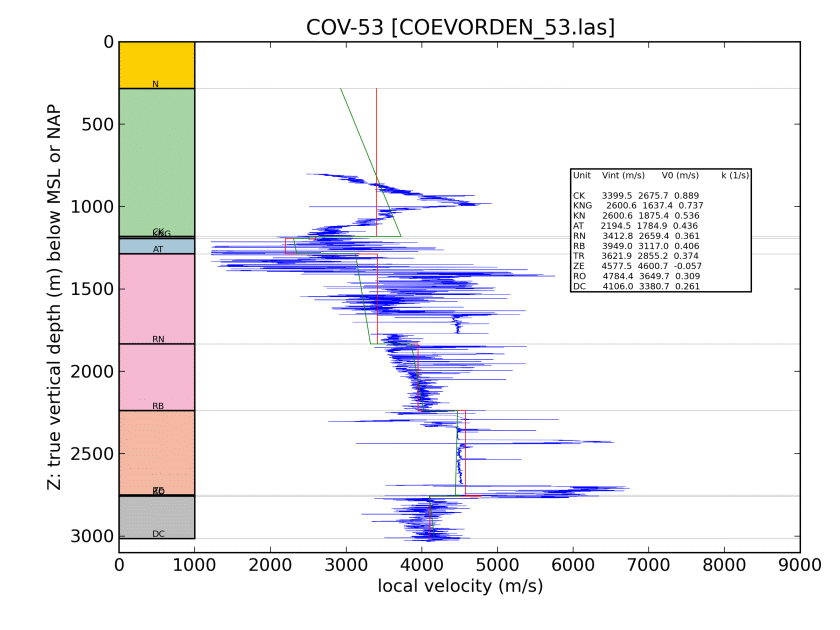 COV-53 [COEVORDEN_53.las]
Z: true vertical depth (m) below MSL or NAP
0
500
1000
1500
2000
2500
3000
N
CK
KNG
AT
RN
RB
ZE
RO
DC
Unit Vint (m/s) V0 (m/s) k (1/s)
CK 3399.5 2675.7 0.889
KNG 2600.6 1637.4 0.737
KN 2600.6 1875.4 0.536
AT 2194.5 1784.9 0.436
RN 3412.8 2659.4 0.361
RB 3949.0 3117.0 0.406
TR 3621.9 2855.2 0.374
ZE 4577.5 4600.7 -0.057
RO 4784.4 3649.7 0.309
DC 4106.0 3380.7 0.261
0 1000 2000 3000 4000 5000 6000 7000 8000 9000
local velocity (m/s)